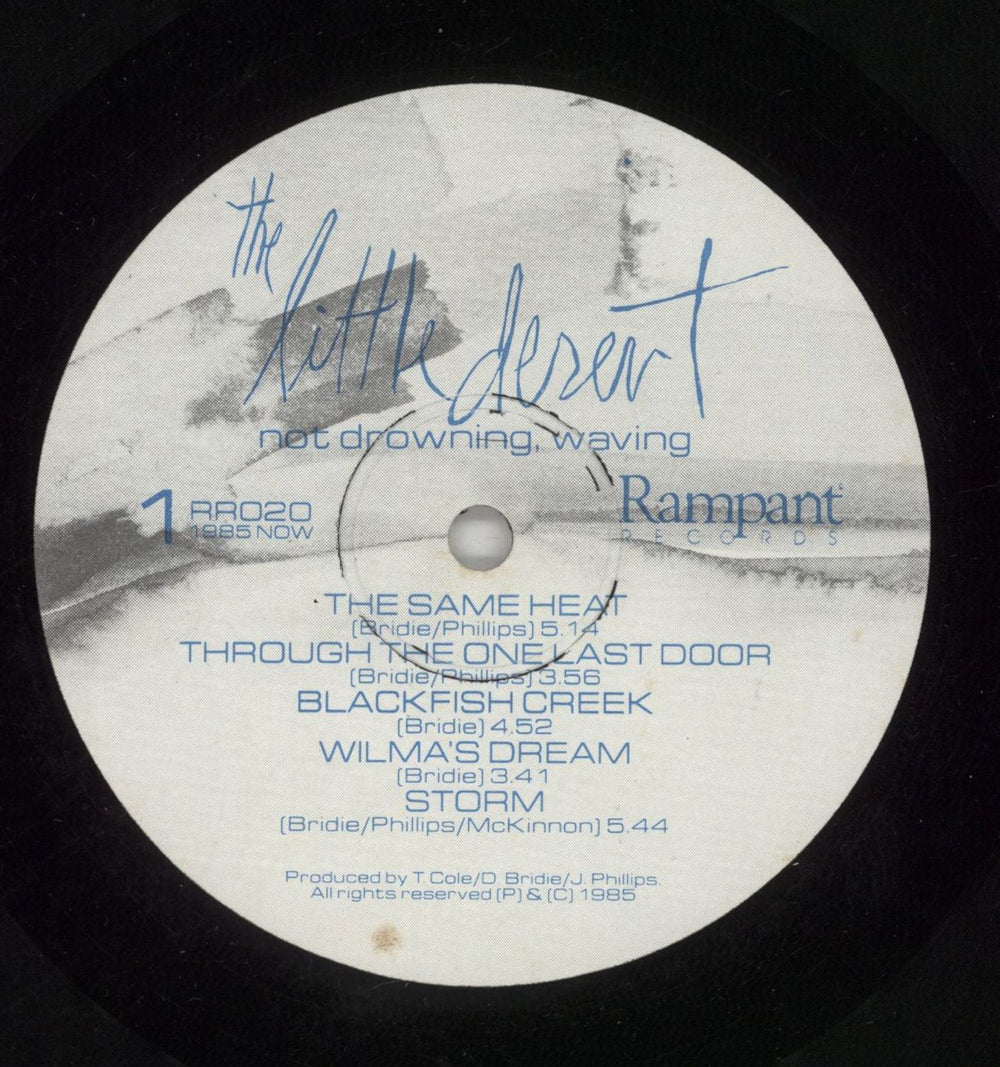 the
little desert
not drowning, waving
1 RR020
1985 NOW
Rampant
RECORDS
THE SAME HEAT
(Bridie/Phillips) 5.14
THROUGH THE ONE LAST DOOR
(Bridie/Phillips) 3.56
BLACKFISH CREEK
(Bridie) 4.52
WILMA'S DREAM
(Bridie) 3.41
STORM
(Bridie/Phillips/McKinnon) 5.44
Produced by T. Cole/D. Bridie/J. Phillips.
All rights reserved (P) & (C) 1985